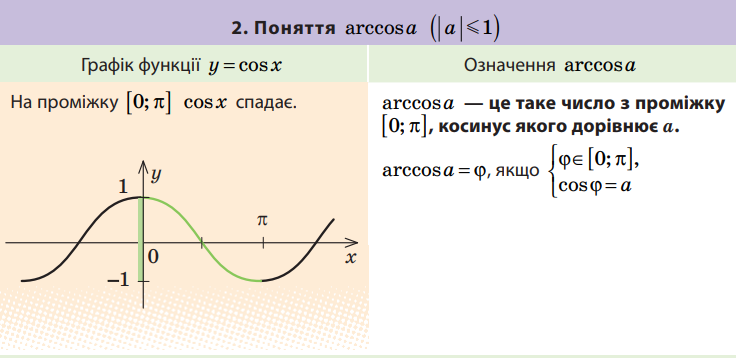 2. Поняття arccos a (|a| ⩽ 1)
Графік функції y = cos x
Означення arccos a
На проміжку [0; π] cos x спадає.
1
y
π
0
x
−1
arccos a — це таке число з проміжку
[0; π], косинус якого дорівнює a.
arccos a = φ, якщо { φ ∈ [0; π],
cos φ = a